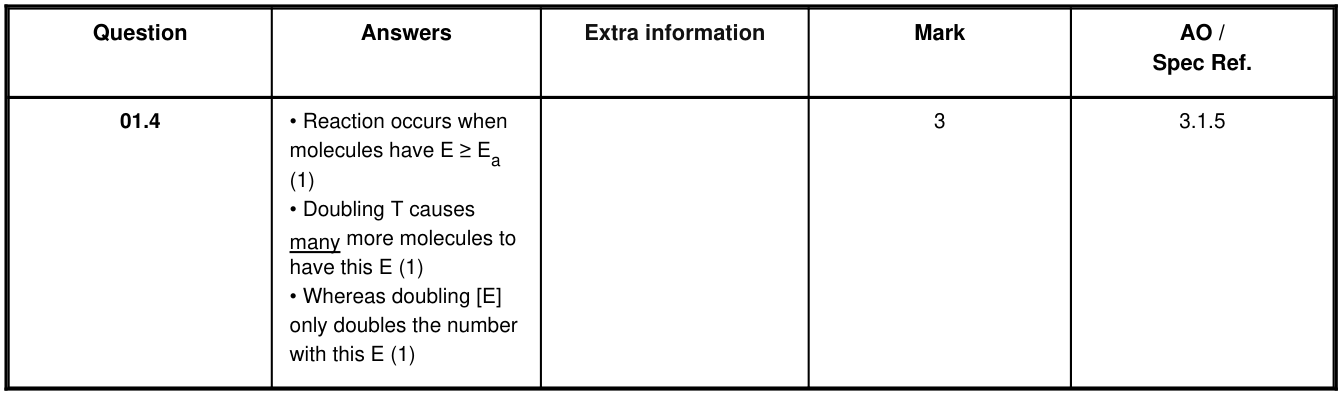 Question Answers Extra information Mark AO /
Spec Ref.
01.4 • Reaction occurs when 3 3.1.5
molecules have E ≥ Ea
(1)
• Doubling T causes
many more molecules to
have this E (1)
• Whereas doubling [E]
only doubles the number
with this E (1)